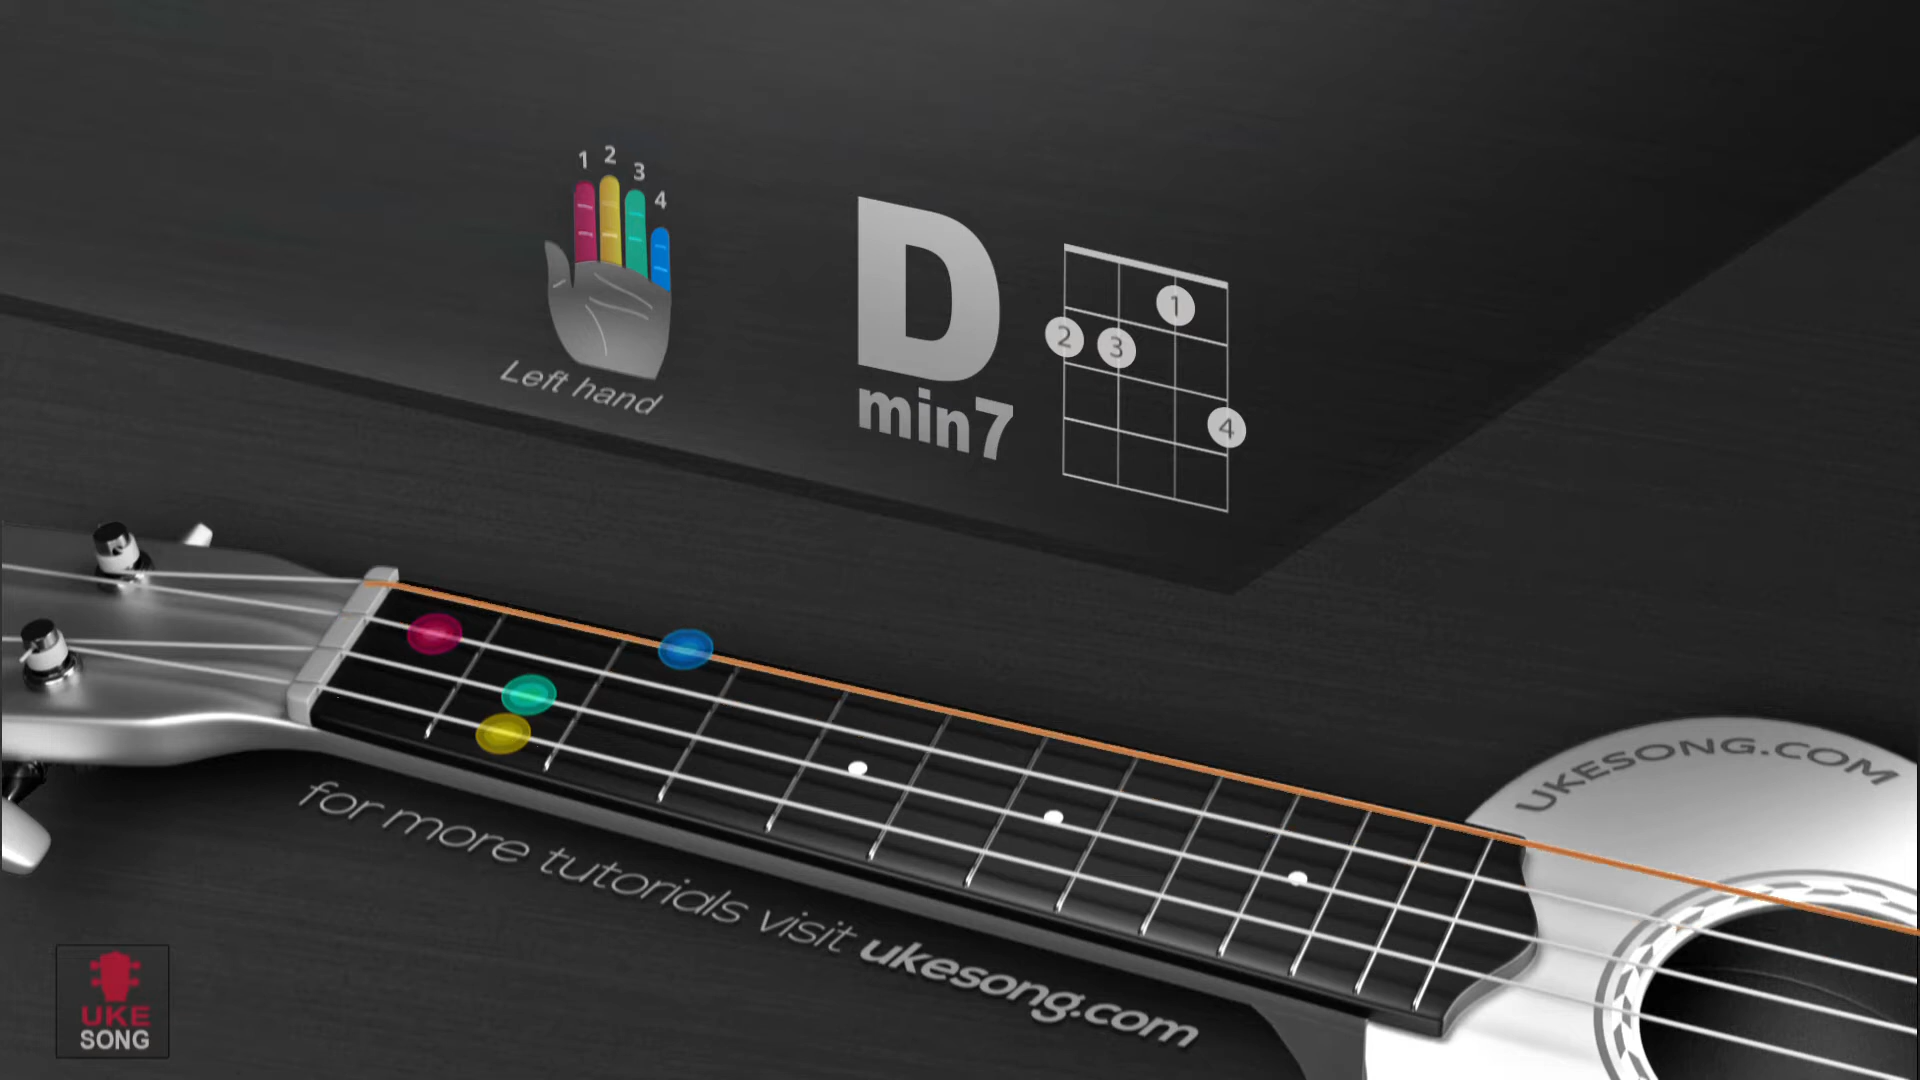 1 2 3 4
Left hand
D
min7
1
2 3
4
UKESONG.COM
for more tutorials visit ukesong.com
UKE
SONG